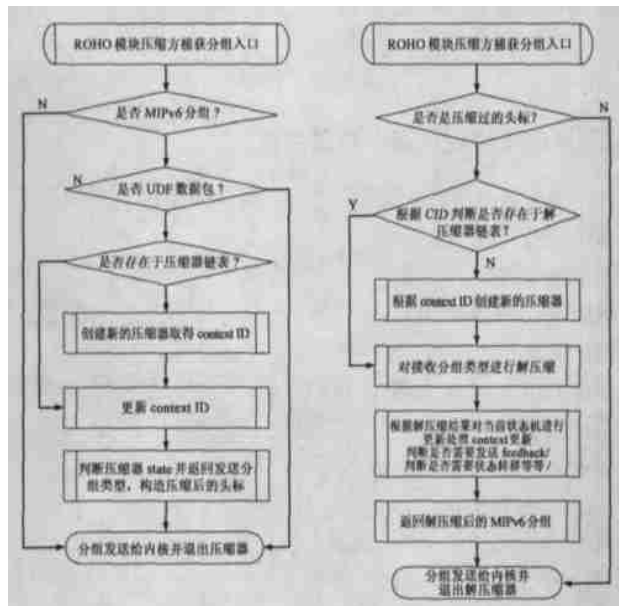 ROHO 模块压缩方捕获分组入口
N
是否 MIPv6 分组？
N
是否 UDF 数据包？
是否存在于压缩器链表？
创建新的压缩器取得 context ID
更新 context ID
判断压缩器 state 并返回发送分
组类型，构造压缩后的头标
分组发送给内核并退出压缩器
ROHO 模块压缩方捕获分组入口
N
是否是压缩过的头标？
Y
根据 CID 判断是否存在于解
压缩器链表？
N
根据 context ID 创建新的压缩器
对接收分组类型进行解压缩
根据解压缩结果对当前状态机进行
更新处理 context 更新
判断是否需要发送 feedback/
判断是否需要状态转移等等 /
返回解压缩后的 MIPv6 分组
分组发送给内核并
退出解压缩器